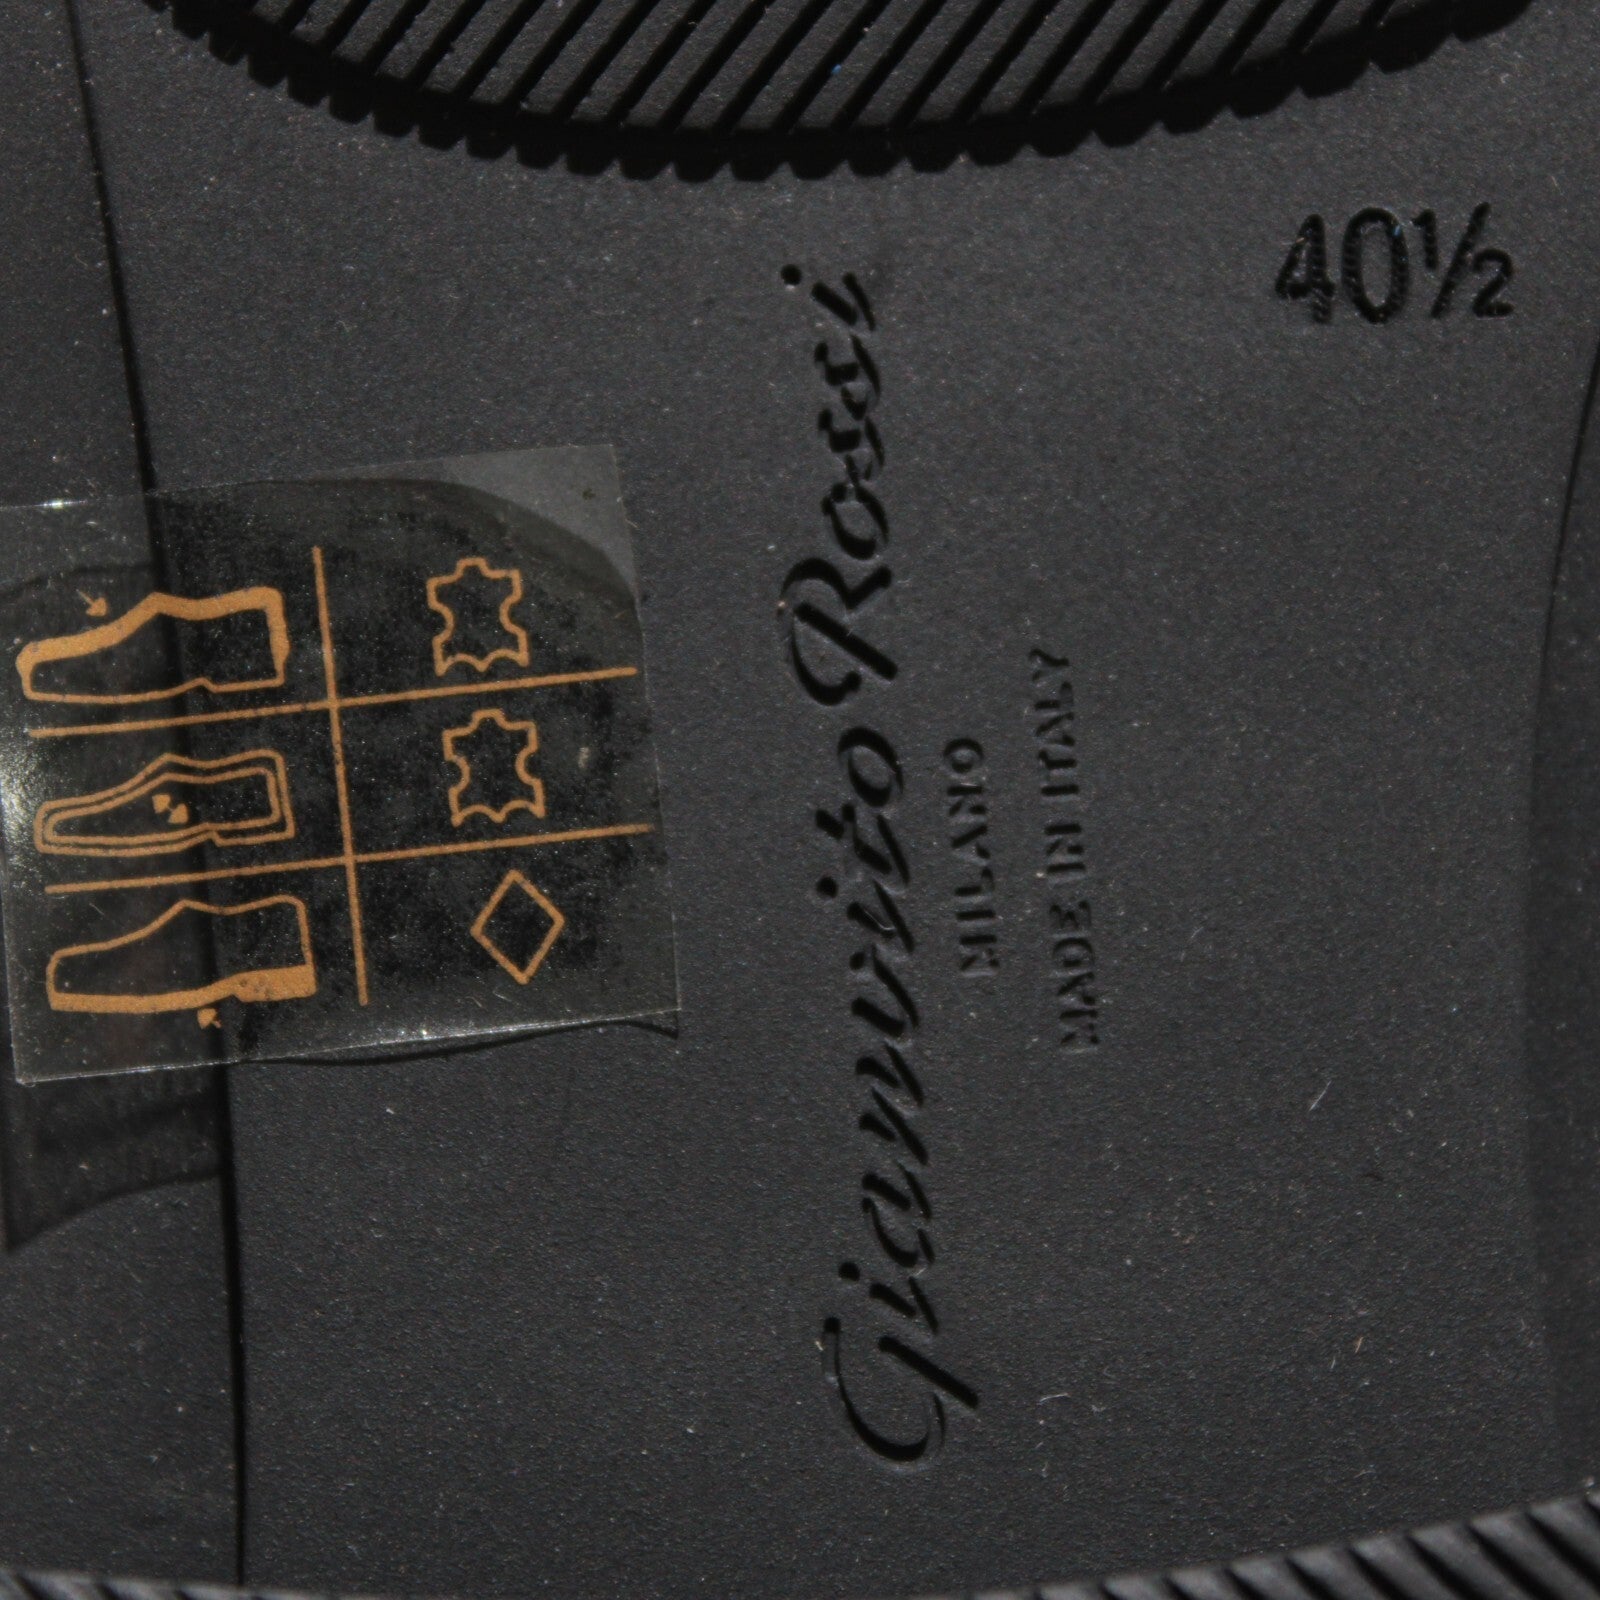 40½
Gianvito Rossi
MILANO
MADE IN ITALY